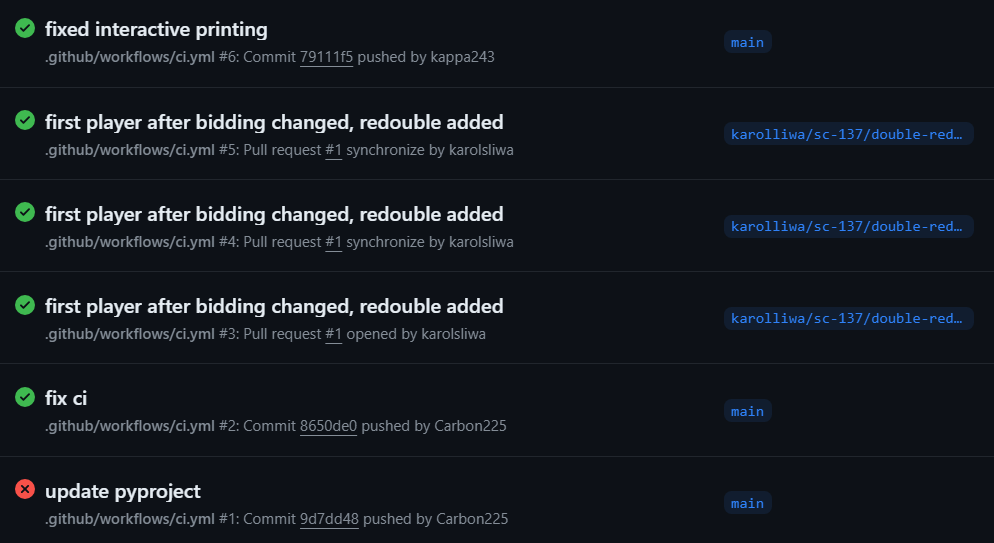 fixed interactive printing
main
.github/workflows/ci.yml #6: Commit 79111f5 pushed by kappa243
first player after bidding changed, redouble added
karolliwa/sc-137/double-red…
.github/workflows/ci.yml #5: Pull request #1 synchronize by karolsliwa
first player after bidding changed, redouble added
karolliwa/sc-137/double-red…
.github/workflows/ci.yml #4: Pull request #1 synchronize by karolsliwa
first player after bidding changed, redouble added
karolliwa/sc-137/double-red…
.github/workflows/ci.yml #3: Pull request #1 opened by karolsliwa
fix ci
main
.github/workflows/ci.yml #2: Commit 8650de0 pushed by Carbon225
update pyproject
main
.github/workflows/ci.yml #1: Commit 9d7dd48 pushed by Carbon225